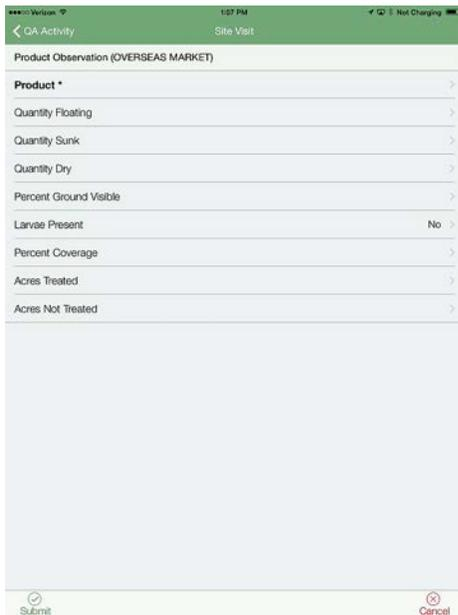 Verizon 1:57 PM Not Charging
QA Activity Site Visit
Product Observation (OVERSEAS MARKET)
Product *
Quantity Floating
Quantity Sunk
Quantity Dry
Percent Ground Visible
Larvae Present No
Percent Coverage
Acres Treated
Acres Not Treated
Submit Cancel